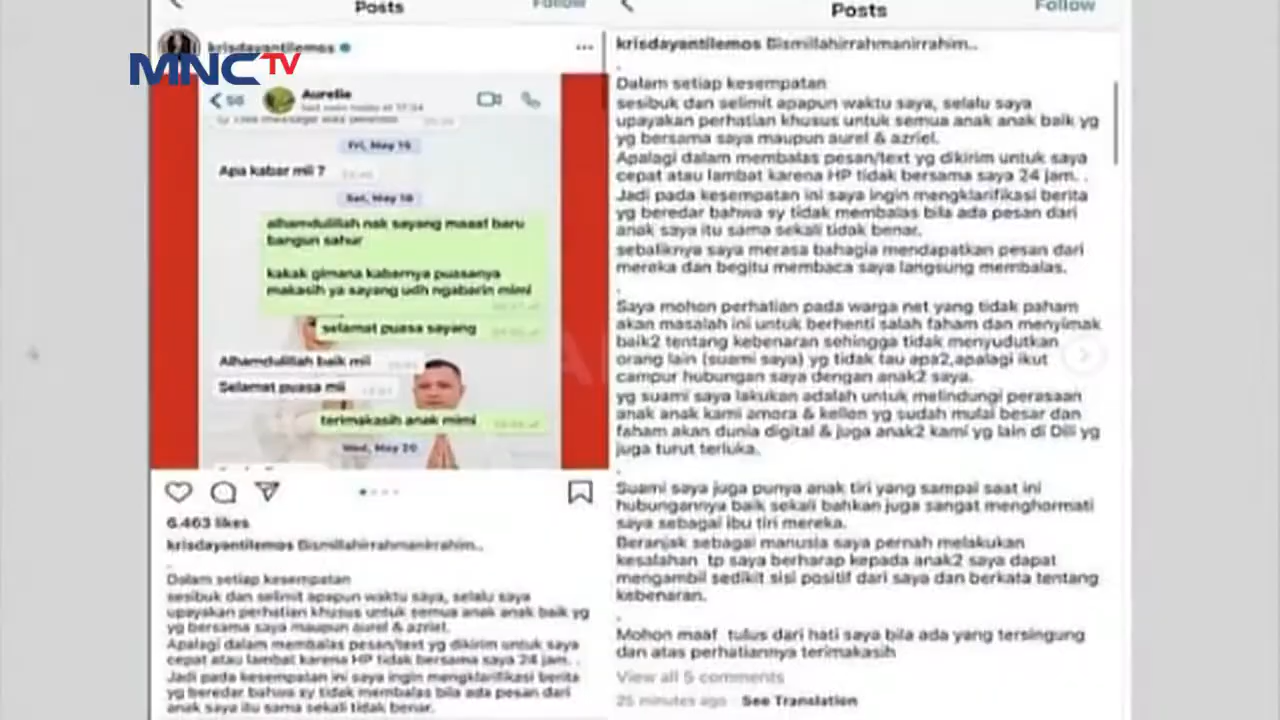 Posts
Follow
krisdayantilemos
MNCTV
56
Aurelie
last seen today at 17:34
Fri, May 15
Apa kabar mii ?
Sat, May 16
alhamdulillah nak sayang maaaf baru
bangun sahur
kakak gimana kabarnya puasanya
makasih ya sayang udh ngabarin mimi
selamat puasa sayang
Alhamdulillah baik mii
Selamat puasa mii
terimakasih anak mimi
Wed, May 20
6.463 likes
krisdayantilemos Bismillahirrahmanirrahim..
.
Dalam setiap kesempatan
sesibuk dan selimit apapun waktu saya, selalu saya
upayakan perhatian khusus untuk semua anak anak baik yg
yg bersama saya maupun aurel & azriel.
Apalagi dalam membalas pesan/text yg dikirim untuk saya
cepat atau lambat karena HP tidak bersama saya 24 jam. .
Jadi pada kesempatan ini saya ingin mengklarifikasi berita
yg beredar bahwa sy tidak membalas bila ada pesan dari
anak saya itu sama sekali tidak benar.
Posts
Follow
krisdayantilemos Bismillahirrahmanirrahim..
.
Dalam setiap kesempatan
sesibuk dan selimit apapun waktu saya, selalu saya
upayakan perhatian khusus untuk semua anak anak baik yg
yg bersama saya maupun aurel & azriel.
Apalagi dalam membalas pesan/text yg dikirim untuk saya
cepat atau lambat karena HP tidak bersama saya 24 jam. .
Jadi pada kesempatan ini saya ingin mengklarifikasi berita
yg beredar bahwa sy tidak membalas bila ada pesan dari
anak saya itu sama sekali tidak benar.
sebaliknya saya merasa bahagia mendapatkan pesan dari
mereka dan begitu membaca saya langsung membalas.
.
Saya mohon perhatian pada warga net yang tidak paham
akan masalah ini untuk berhenti salah faham dan menyimak
baik2 tentang kebenaran sehingga tidak menyudutkan
orang lain (suami saya) yg tidak tau apa2,apalagi ikut
campur hubungan saya dengan anak2 saya.
yg suami saya lakukan adalah untuk melindungi perasaan
anak anak kami amora & kellen yg sudah mulai besar dan
faham akan dunia digital & juga anak2 kami yg lain di Dili yg
juga turut terluka.
.
Suami saya juga punya anak tiri yang sampai saat ini
hubungannya baik sekali bahkan juga sangat menghormati
saya sebagai ibu tiri mereka.
Beranjak sebagai manusia saya pernah melakukan
kesalahan tp saya berharap kepada anak2 saya dapat
mengambil sedikit sisi positif dari saya dan berkata tentang
kebenaran.
.
Mohon maaf tulus dari hati saya bila ada yang tersingung
dan atas perhatiannya terimakasih
View all 5 comments
25 minutes ago · See Translation